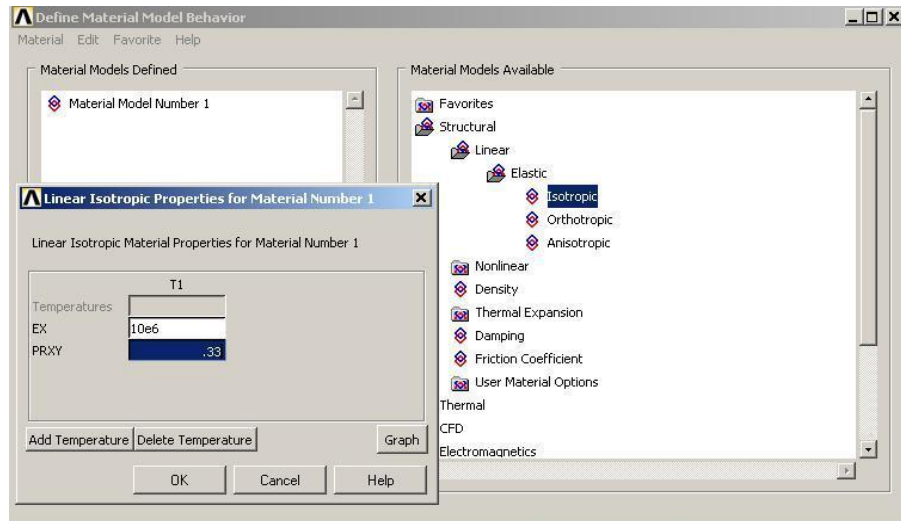 Define Material Model Behavior
Material Edit Favorite Help
Material Models Defined
Material Model Number 1
Material Models Available
Favorites
Structural
Linear
Elastic
Isotropic
Orthotropic
Anisotropic
Nonlinear
Density
Thermal Expansion
Damping
Friction Coefficient
User Material Options
Thermal
CFD
Electromagnetics
Linear Isotropic Properties for Material Number 1
Linear Isotropic Material Properties for Material Number 1
T1
Temperatures
EX 10e6
PRXY .33
Add Temperature Delete Temperature Graph
OK Cancel Help